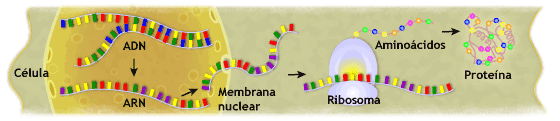 Célula
ADN
ARN
Membrana
nuclear
Ribosoma
Aminoácidos
Proteína